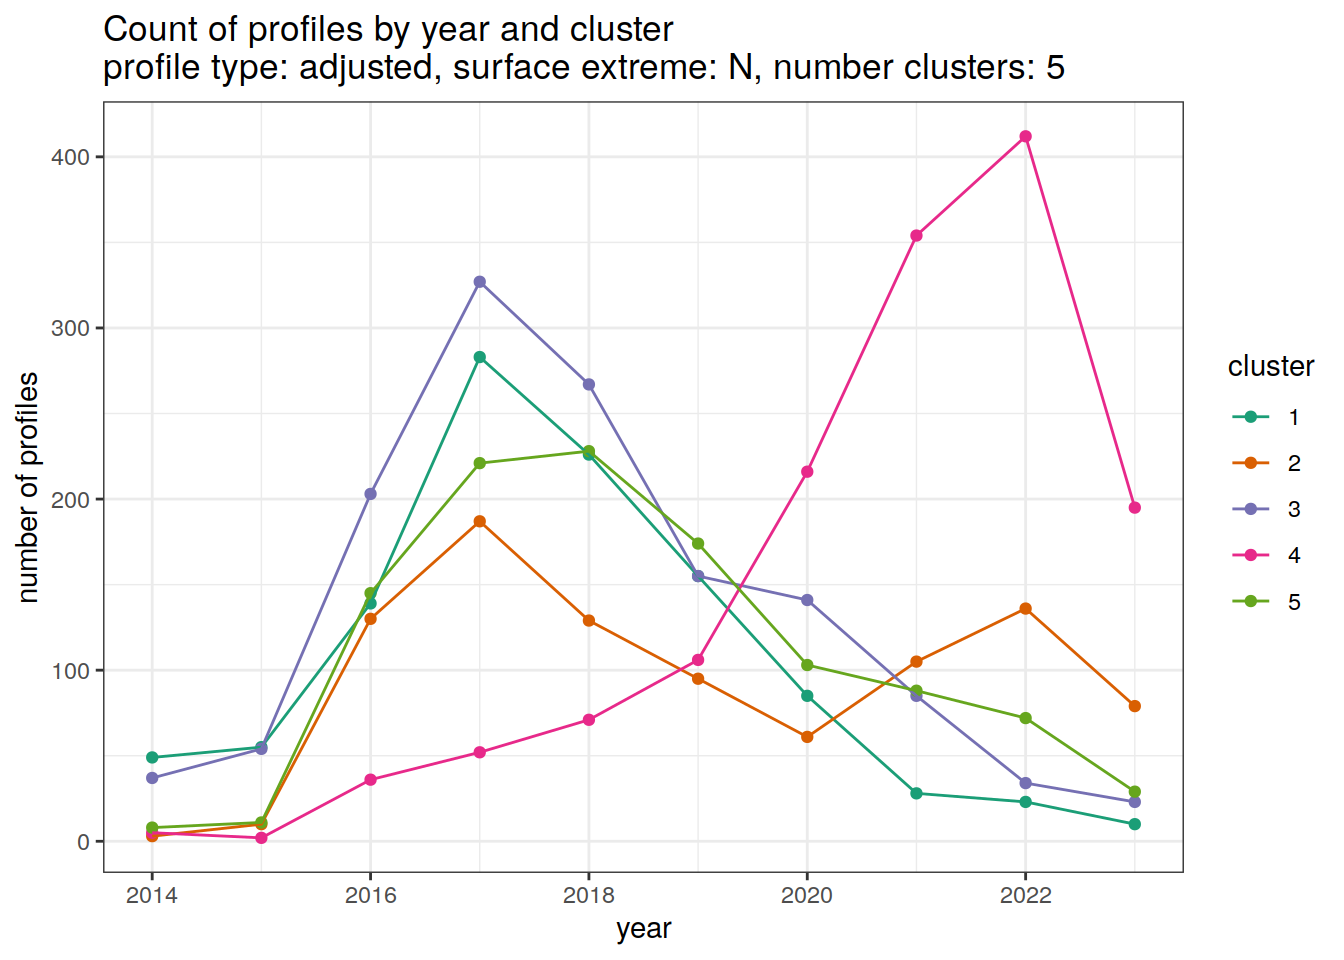 Count of profiles by year and cluster
profile type: adjusted, surface extreme: N, number clusters: 5
number of profiles
400
300
200
100
0
2014 2016 2018 2020 2022
year
cluster
1
2
3
4
5